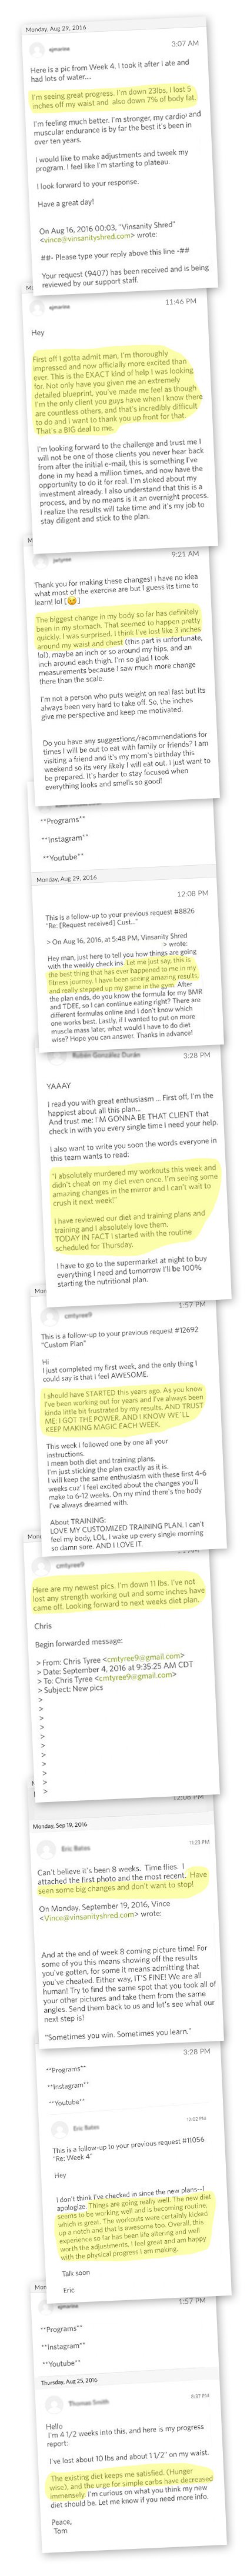 Monday, Aug 29, 2016
ajmarine
3:07 AM
Here is a pic from Week 4. I took it after I ate and
had lots of water....
I'm seeing great progress. I'm down 23lbs, I lost 5
inches off my waist and also down 7% of body fat.
I'm feeling much better. I'm stronger, my cardio and
muscular endurance is by far the best it's been in
over ten years.
I would like to make adjustments and tweak my
program. I feel like I'm starting to plateau.
I look forward to your response.
Have a great day!
On Aug 16, 2016 00:03, "Vinsanity Shred"
<vince@vinsanityshred.com> wrote:
##- Please type your reply above this line -##
Your request (9407) has been received and is being
reviewed by our support staff.
ajmarine
11:46 PM
Hey
First off I gotta admit man, I'm thoroughly
impressed and now officially more excited than
ever. This is the EXACT kind of help I was looking
for. Not only have you given me an extremely
detailed blueprint, you've made me feel as though
I'm the only client you guys have when I know there
are countless others, and that's incredibly difficult
to do and I want to thank you up front for that.
That's a BIG deal to me.
I'm looking forward to the challenge and trust me I
will not be one of those clients you never hear back
from after the initial e-mail, this is something I've
done in my head a million times, and now have the
opportunity to do it for real. I'm stoked about my
investment already. I also understand that this is a
process, and by no means is it an overnight process.
I realize the results will take time and it's my job to
stay diligent and stick to the plan.
9:21 AM
Thank you for making these changes! I have no idea
what most of the exercise are but I guess its time to
learn! lol [😉]
The biggest change in my body so far has definitely
been in my stomach. That seemed to happen pretty
quickly. I was surprised. I think I've lost like 3 inches
around my waist and chest (this part is unfortunate,
lol), maybe an inch or so around my hips, and an
inch around each thigh. I'm so glad I took
measurements because I saw much more change
there than the scale.
I'm not a person who puts weight on real fast but its
always been very hard to take off. So, the inches
give me perspective and keep me motivated.
Do you have any suggestions/recommendations for
times I will be out to eat with family or friends? I am
visiting a friend and it's my mom's birthday this
weekend so its very likely I will eat out. I just want to
be prepared. It's harder to stay focused when
everything looks and smells so good!
**Programs**
**Instagram**
**Youtube**
Monday, Aug 29, 2016
12:08 PM
This is a follow-up to your previous request #8826
"Re: [Request received] Cust..."
> On Aug 16, 2016, at 5:48 PM, Vinsanity Shred
> wrote:
Hey man, just here to tell you how things are going
with the weekly check ins. Let me just say, this is
the best thing that has ever happened to me in my
fitness journey. I have been seeing amazing results
and really stepped up my game in the gym. After
the plan ends, do you know the formula for my BMR
and TDEE, so I can continue eating right? There are
different formulas online and I don't know which
one works best. Lastly, if I wanted to put on more
muscle mass later, what would I have to do diet
wise? Hope you can answer. Thanks in advance!
Rubén González Durán
3:28 PM
YAAAY
I read you with great enthusiasm ... First off, I'm the
happiest about all this plan...
And trust me: I'M GONNA BE THAT CLIENT that
check in with you every single time I need your help.
I also want to write you soon the words everyone in
this team wants to read:
"I absolutely murdered my workouts this week and
didn't cheat on my diet even once. I'm seeing some
amazing changes in the mirror and I can't wait to
crush it next week!"
I have reviewed our diet and training plans and
training and I absolutely love them.
TODAY IN FACT I started with the routine
scheduled for Thursday.
I have to go to the supermarket at night to buy
everything I need and tomorrow I'll be 100%
starting the nutritional plan.
cmtyree9
1:57 PM
This is a follow-up to your previous request #12692
"Custom Plan"
Hi
I just completed my first week, and the only thing I
could say is that I feel AWESOME.
I should have STARTED this years ago. As you know
I've been working out for years and I've always been
kinda little bit frustrated by my results. AND TRUST
ME: I GOT THE POWER, AND I KNOW WE'LL
KEEP MAKING MAGIC EACH WEEK.
This week I followed one by one all your
instructions.
I mean both diet and training plans.
I'm just sticking the plan exactly as it is.
I will keep the same enthusiasm with these first 4-6
weeks cuz' I feel excited about the changes you'll
make to 6-12 weeks. On my mind there's the body
I've always dreamed with.
About TRAINING:
LOVE MY CUSTOMIZED TRAINING PLAN. I can't
feel my body, LOL, I wake up every single morning
so damn sore. AND I LOVE IT.
cmtyree9
Here are my newest pics. I'm down 11 lbs. I've not
lost any strength working out and some inches have
came off. Looking forward to next weeks diet plan.
Chris
Begin forwarded message:
> From: Chris Tyree <cmtyree9@gmail.com>
> Date: September 4, 2016 at 9:35:25 AM CDT
> To: Chris Tyree <cmtyree9@gmail.com>
> Subject: New pics
>
>
>
>
>
>
>
>
>
>
12:08 PM
Monday, Sep 19, 2016
Eric Bates
11:23 PM
Can't believe it's been 8 weeks. Time flies. I
attached the first photo and the most recent. Have
seen some big changes and don't want to stop!
On Monday, September 19, 2016, Vince
<Vince@vinsanityshred.com> wrote:
And at the end of week 8 coming picture time! For
some of you this means showing off the results
you've gotten, for some it means admitting that
you've cheated. Either way, IT'S FINE! We are all
human! Try to find the same spot that you took all of
your other pictures and take them from the same
angles. Send them back to us and let's see what our
next step is!
"Sometimes you win. Sometimes you learn."
3:28 PM
**Programs**
**Instagram**
**Youtube**
Eric Bates
This is a follow-up to your previous request #11056
"Re: Week 4"
Hey
I don't think I've checked in since the new plans--I
apologize. Things are going really well. The new diet
seems to be working well and is becoming routine,
which is great. The workouts were certainly kicked
up a notch and that is awesome too. Overall, this
experience so far has been life altering and well
worth the adjustments. I feel great and am happy
with the physical progress I am making.
Talk soon
Eric
ajmarine
1:57 PM
**Programs**
**Instagram**
**Youtube**
Thursday, Aug 25, 2016
Thomas Smith
8:37 PM
Hello
I'm 4 1/2 weeks into this, and here is my progress
report:
I've lost about 10 lbs and about 1 1/2" on my waist.
The existing diet keeps me satisfied. (Hunger
wise), and the urge for simple carbs have decreased
immensely. I'm curious on what you think my new
diet should be. Let me know if you need more info.
Peace,
Tom